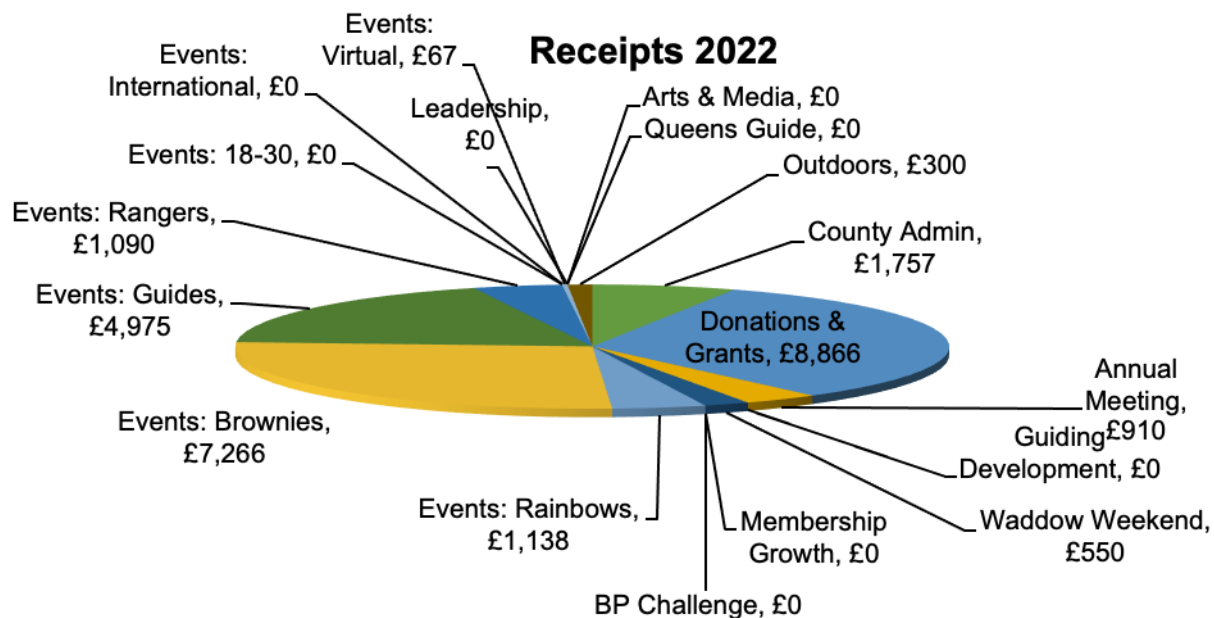 Receipts 2022
Events:
Virtual, £67
Events:
International, £0
Leadership,
£0
Arts & Media, £0
Queens Guide, £0
Events: 18-30, £0
Outdoors, £300
Events: Rangers,
£1,090
County Admin,
£1,757
Events: Guides,
£4,975
Donations &
Grants, £8,866
Annual
Meeting,
£910
Events: Brownies,
£7,266
Guiding
Development, £0
Events: Rainbows,
£1,138
Membership
Growth, £0
Waddow Weekend,
£550
BP Challenge, £0